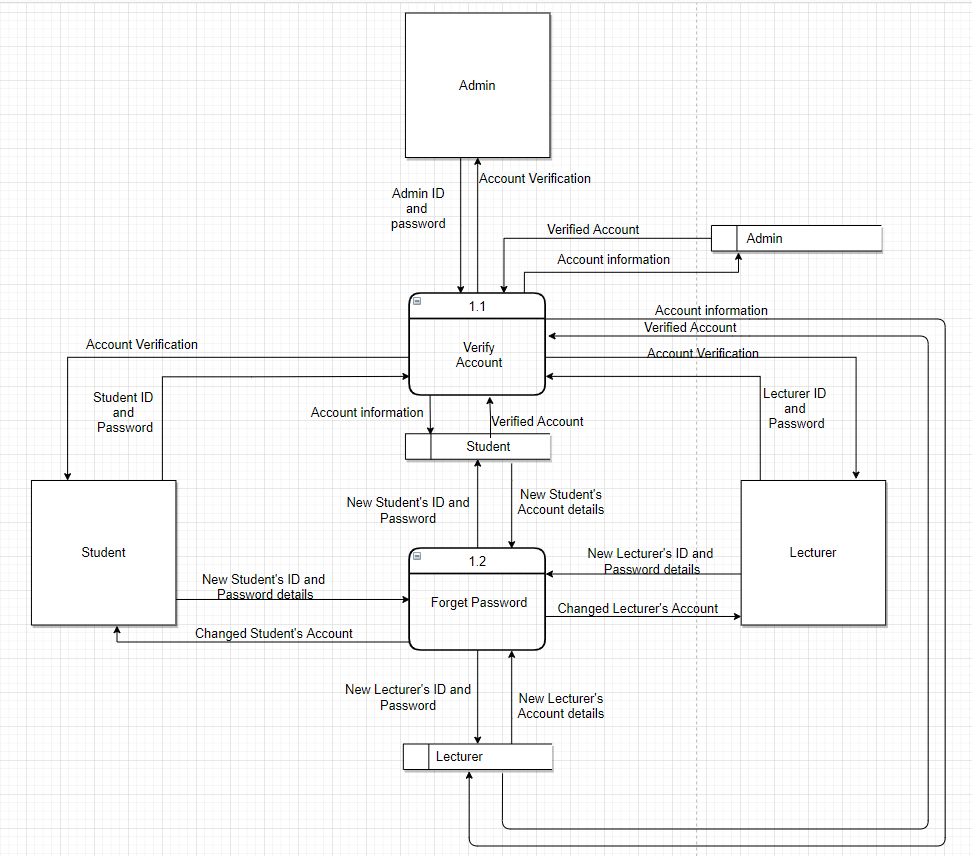 Admin
Account Verification
Admin ID
and
password
Verified Account
Admin
Account information
1.1
Verify
Account
Account information
Verified Account
Account Verification
Account Verification
Student ID
and
Password
Lecturer ID
and
Password
Account information
Verified Account
Student
New Student's ID and
Password
New Student's
Account details
Student
Lecturer
1.2
Forget Password
New Lecturer's ID and
Password details
New Student's ID and
Password details
Changed Lecturer's Account
Changed Student's Account
New Lecturer's ID and
Password
New Lecturer's
Account details
Lecturer